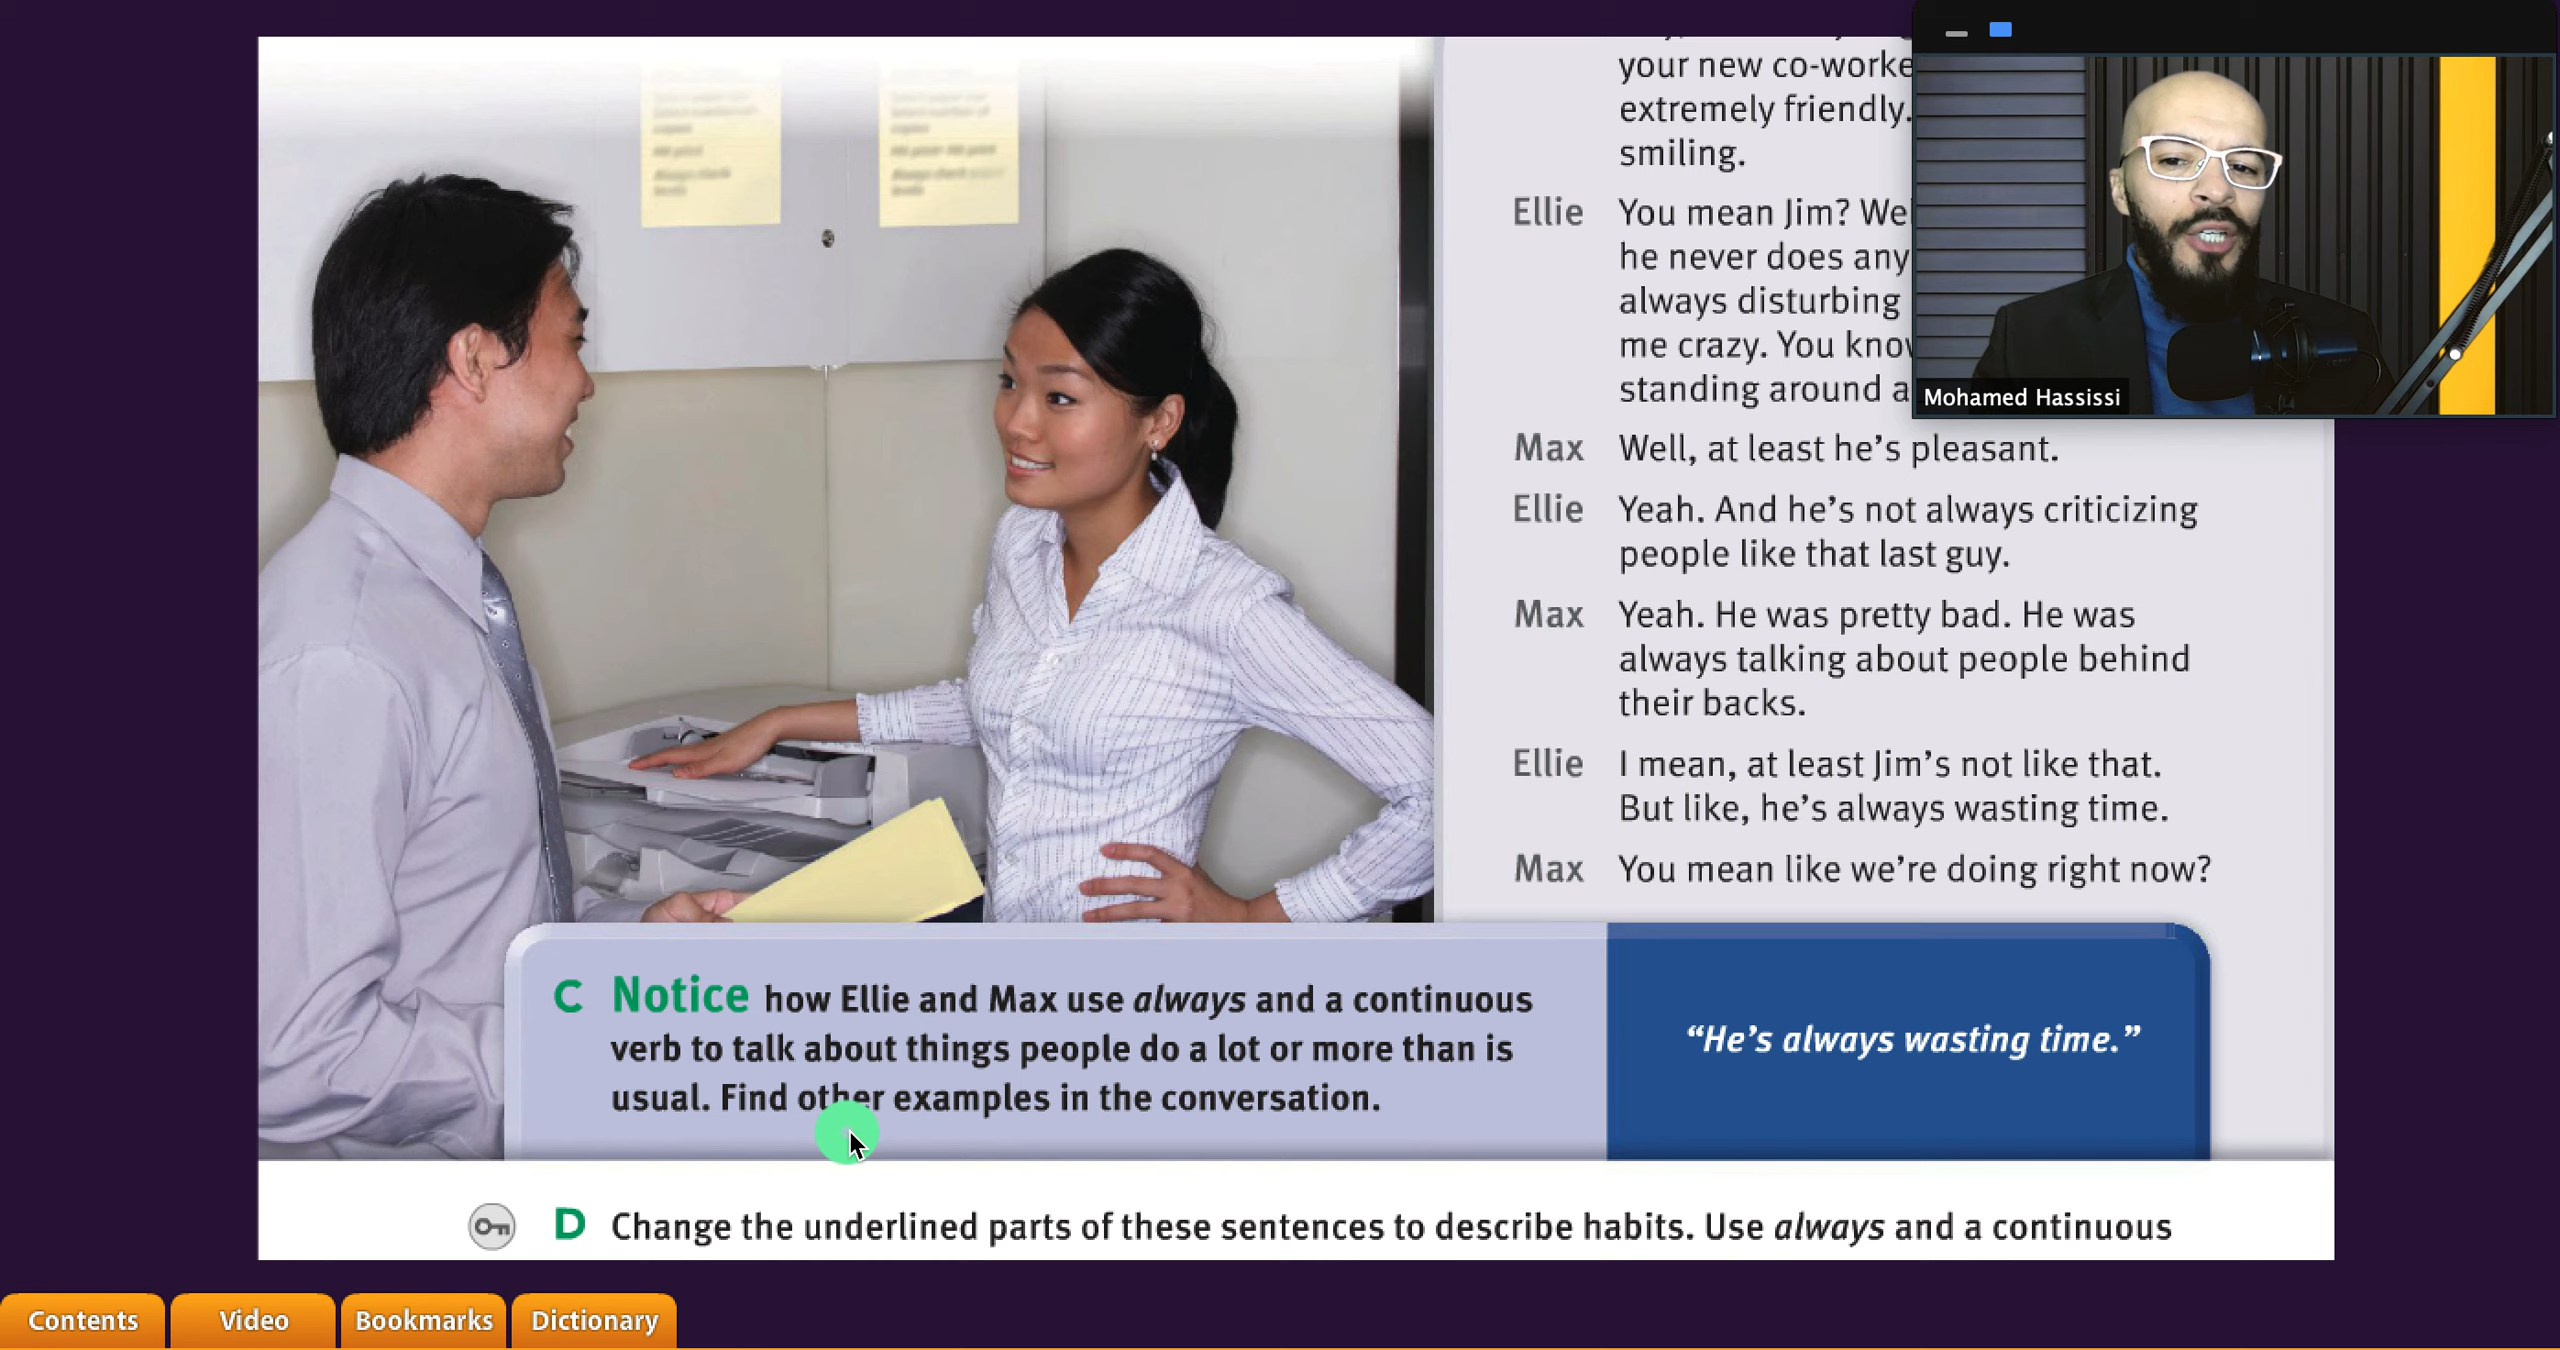 your new co-worke
extremely friendly.
smiling.
Ellie You mean Jim? We
he never does any
always disturbing
me crazy. You know
standing around a
Max Well, at least he's pleasant.
Ellie Yeah. And he's not always criticizing
people like that last guy.
Max Yeah. He was pretty bad. He was
always talking about people behind
their backs.
Ellie I mean, at least Jim's not like that.
But like, he's always wasting time.
Max You mean like we're doing right now?
Mohamed Hassissi
C Notice how Ellie and Max use always and a continuous
verb to talk about things people do a lot or more than is
usual. Find other examples in the conversation.
"He's always wasting time."
D Change the underlined parts of these sentences to describe habits. Use always and a continuous
Contents Video Bookmarks Dictionary